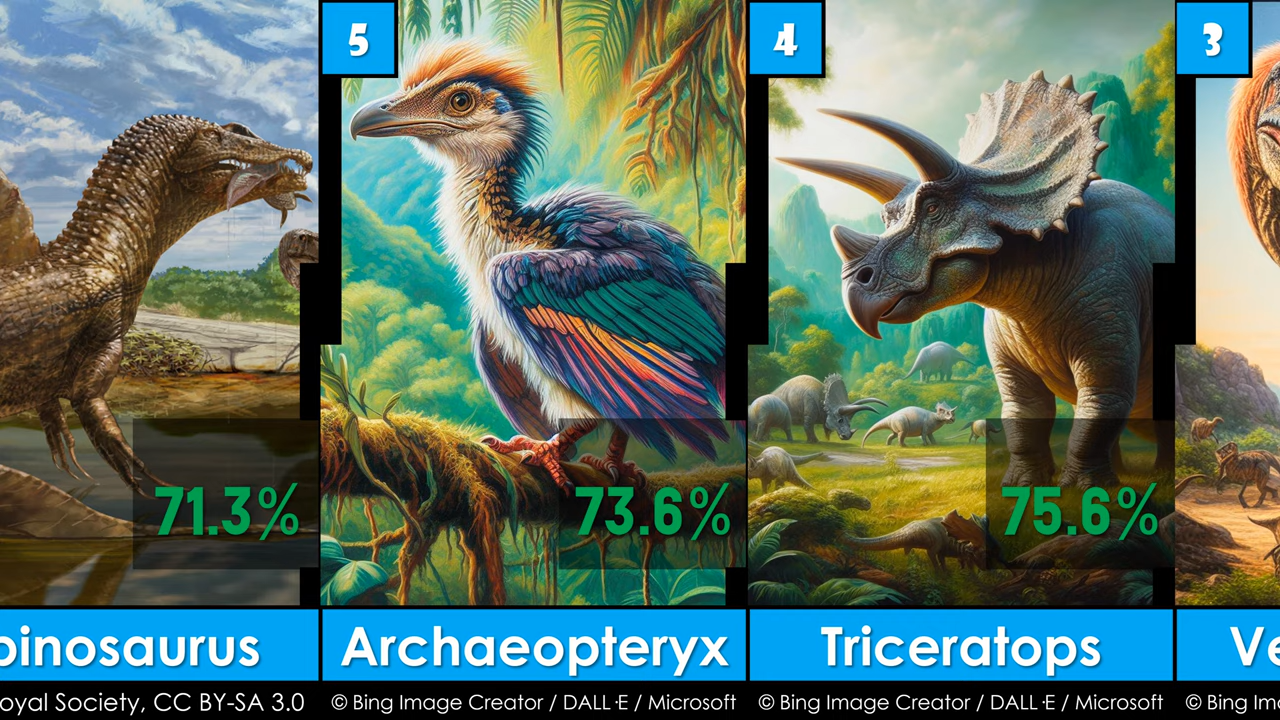 5
4
3
71.3%
73.6%
75.6%
pinosaurus
Archaeopteryx
Triceratops
Ve
oyal Society, CC BY-SA 3.0
© Bing Image Creator / DALL·E / Microsoft
© Bing Image Creator / DALL·E / Microsoft
© Bing Im